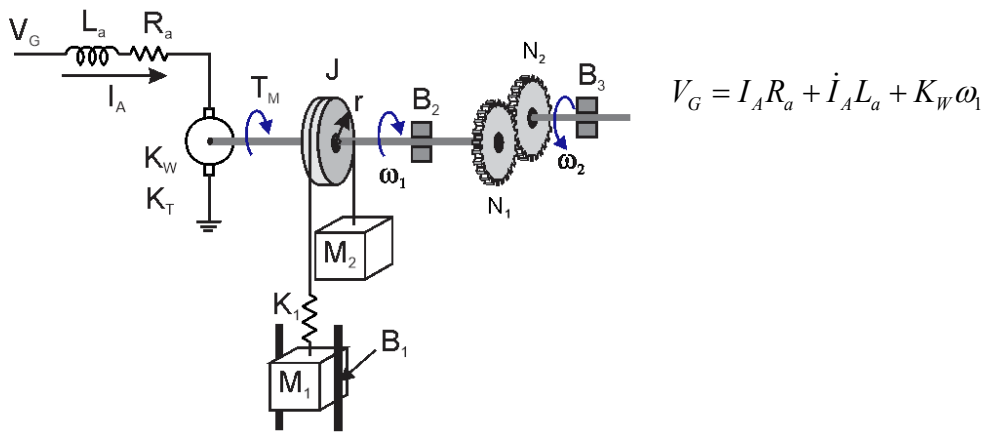 V_G L_a R_a
I_A
T_M J r B_2 N_2 B_3
K_W
K_T
ω_1 ω_2
N_1
M_2
K_1
B_1
M_1
V_G = I_A R_a + İ_A L_a + K_W ω_1